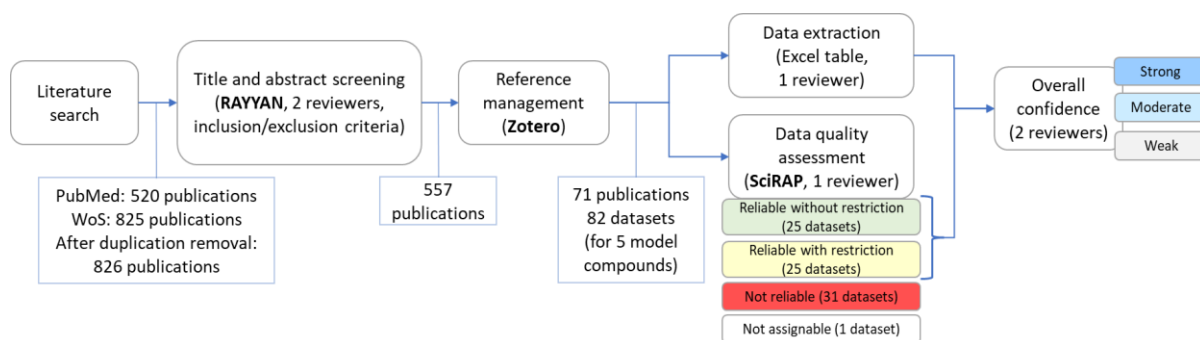 Literature
search
Title and abstract screening
(RAYYAN, 2 reviewers,
inclusion/exclusion criteria)
Reference
management
(Zotero)
Data extraction
(Excel table,
1 reviewer)
Data quality
assessment
(SciRAP, 1 reviewer)
Overall
confidence
(2 reviewers)
Strong
Moderate
Weak
PubMed: 520 publications
WoS: 825 publications
After duplication removal:
826 publications
557
publications
71 publications
82 datasets
(for 5 model
compounds)
Reliable without restriction
(25 datasets)
Reliable with restriction
(25 datasets)
Not reliable (31 datasets)
Not assignable (1 dataset)